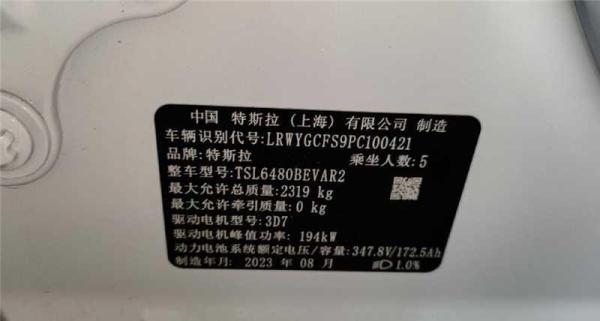 中国 特斯拉（上海）有限公司 制造
车辆识别代号:LRWYGCFS9PC100421
品牌:特斯拉 乘坐人数:5
整车型号:TSL6480BEVAR2
最大允许总质量:2319 kg
最大允许牵引质量:0 kg
驱动电机型号:3D7
驱动电机峰值功率: 194kW
动力电池系统额定电压/容量:347.8V/172.5Ah
制造年月: 2023 年 08 月 1.0%